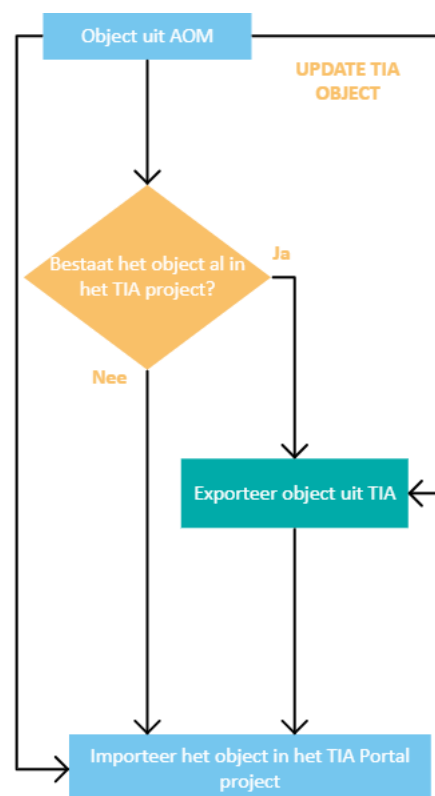 Object uit AOM
UPDATE TIA
OBJECT
Bestaat het object al in
het TIA project?
Ja
Nee
Exporteer object uit TIA
Importeer het object in het TIA Portal
project